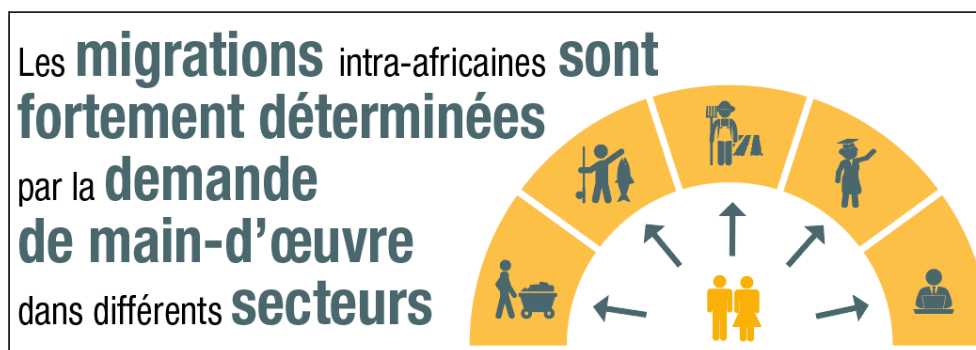 Les migrations intra-africaines sont
fortement déterminées
par la demande
de main-d’œuvre
dans différents secteurs